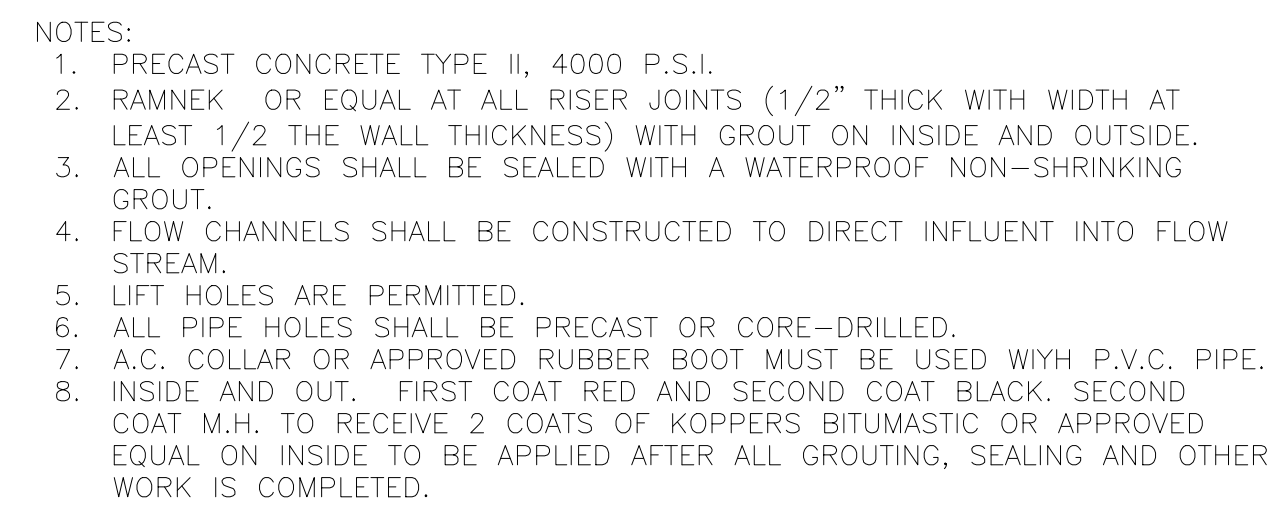 NOTES:
1. PRECAST CONCRETE TYPE II, 4000 P.S.I.
2. RAMNEK OR EQUAL AT ALL RISER JOINTS (1/2” THICK WITH WIDTH AT
LEAST 1/2 THE WALL THICKNESS) WITH GROUT ON INSIDE AND OUTSIDE.
3. ALL OPENINGS SHALL BE SEALED WITH A WATERPROOF NON-SHRINKING
GROUT.
4. FLOW CHANNELS SHALL BE CONSTRUCTED TO DIRECT INFLUENT INTO FLOW
STREAM.
5. LIFT HOLES ARE PERMITTED.
6. ALL PIPE HOLES SHALL BE PRECAST OR CORE-DRILLED.
7. A.C. COLLAR OR APPROVED RUBBER BOOT MUST BE USED WIYH P.V.C. PIPE.
8. INSIDE AND OUT. FIRST COAT RED AND SECOND COAT BLACK. SECOND
COAT M.H. TO RECEIVE 2 COATS OF KOPPERS BITUMASTIC OR APPROVED
EQUAL ON INSIDE TO BE APPLIED AFTER ALL GROUTING, SEALING AND OTHER
WORK IS COMPLETED.